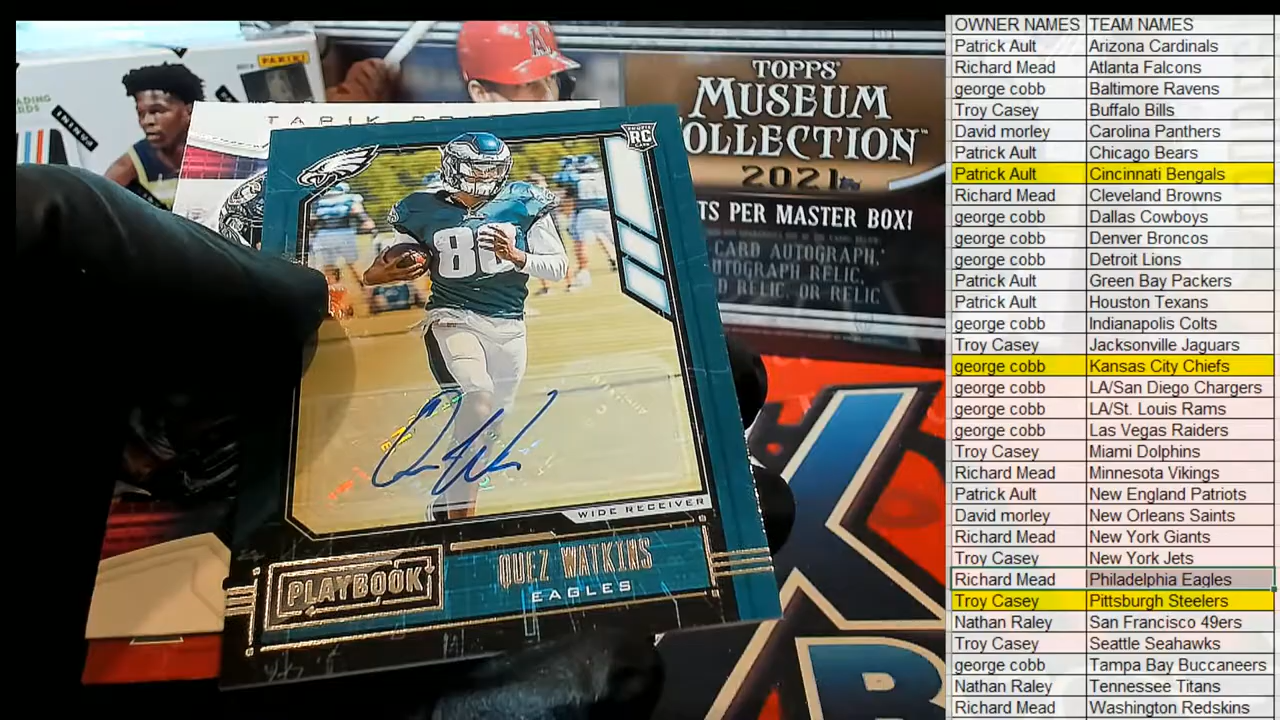 PANINI
PANINI
A
TOPPS
MUSEUM
COLLECTION™
2021
TS PER MASTER BOX!
CARD AUTOGRAPH,
UTOGRAPH RELIC,
D RELIC, OR RELIC
TARIK
RC
80
WIDE RECEIVER
PLAYBOOK
QUEZ WATKINS
EAGLES
OWNER NAMES TEAM NAMES
Patrick Ault Arizona Cardinals
Richard Mead Atlanta Falcons
george cobb Baltimore Ravens
Troy Casey Buffalo Bills
David morley Carolina Panthers
Patrick Ault Chicago Bears
Patrick Ault Cincinnati Bengals
Richard Mead Cleveland Browns
george cobb Dallas Cowboys
george cobb Denver Broncos
george cobb Detroit Lions
Patrick Ault Green Bay Packers
Patrick Ault Houston Texans
george cobb Indianapolis Colts
Troy Casey Jacksonville Jaguars
george cobb Kansas City Chiefs
george cobb LA/San Diego Chargers
george cobb LA/St. Louis Rams
george cobb Las Vegas Raiders
Troy Casey Miami Dolphins
Richard Mead Minnesota Vikings
Patrick Ault New England Patriots
David morley New Orleans Saints
Richard Mead New York Giants
Troy Casey New York Jets
Richard Mead Philadelphia Eagles
Troy Casey Pittsburgh Steelers
Nathan Raley San Francisco 49ers
Troy Casey Seattle Seahawks
george cobb Tampa Bay Buccaneers
Nathan Raley Tennessee Titans
Richard Mead Washington Redskins